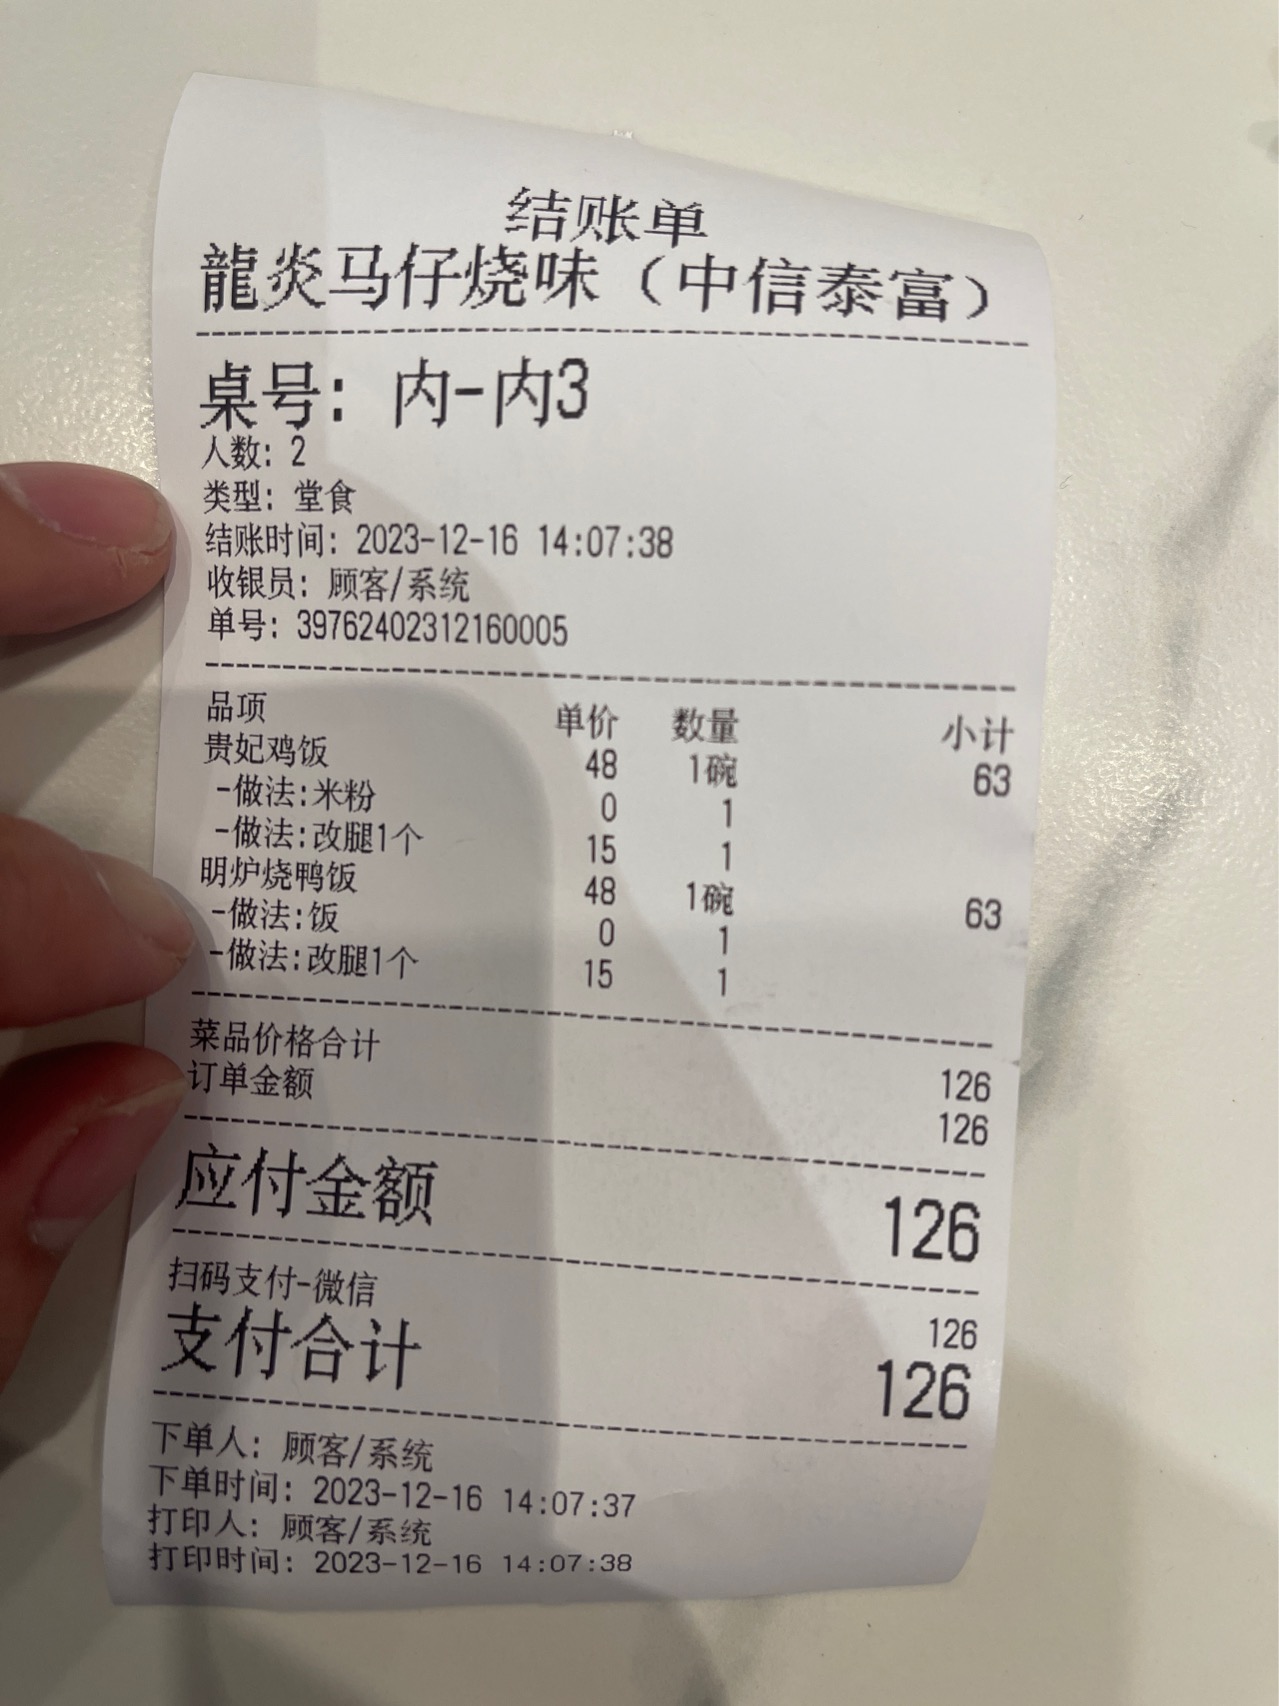 结账单
龍炎马仔烧味（中信泰富）
桌号: 内-内3
人数: 2
类型: 堂食
结账时间: 2023-12-16 14:07:38
收银员: 顾客/系统
单号: 39762402312160005
品项 单价 数量 小计
贵妃鸡饭 48 1碗 63
-做法:米粉 0 1
-做法:改腿1个 15 1
明炉烧鸭饭 48 1碗 63
-做法:饭 0 1
-做法:改腿1个 15 1
菜品价格合计 126
订单金额 126
应付金额 126
扫码支付-微信 126
支付合计 126
下单人: 顾客/系统
下单时间: 2023-12-16 14:07:37
打印人: 顾客/系统
打印时间: 2023-12-16 14:07:38